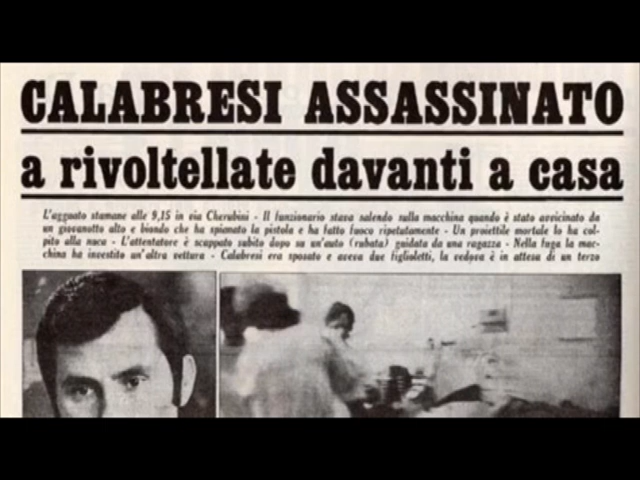 CALABRESI ASSASSINATO
a rivoltellate davanti a casa
L'agguato stamane alle 9,15 in via Cherubini - Il funzionario stava salendo sulla macchina quando è stato avvicinato da
un giovanotto alto e biondo che ha spianato la pistola e ha fatto fuoco ripetutamente - Un proiettile mortale lo ha col-
pito alla nuca - L'attentatore è scappato subito dopo su un'auto (rubata) guidata da una ragazza - Nella fuga la mac-
china ha investito un'altra vettura - Calabresi era sposato e aveva due figlioletti, la vedova è in attesa di un terzo